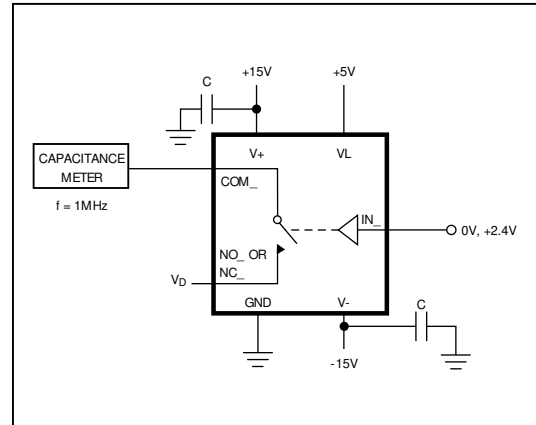 C
+15V
+5V
V+
VL
CAPACITANCE
METER
COM_
f = 1MHz
IN_
0V, +2.4V
NO_ OR
NC_
VD
GND
V-
C
-15V